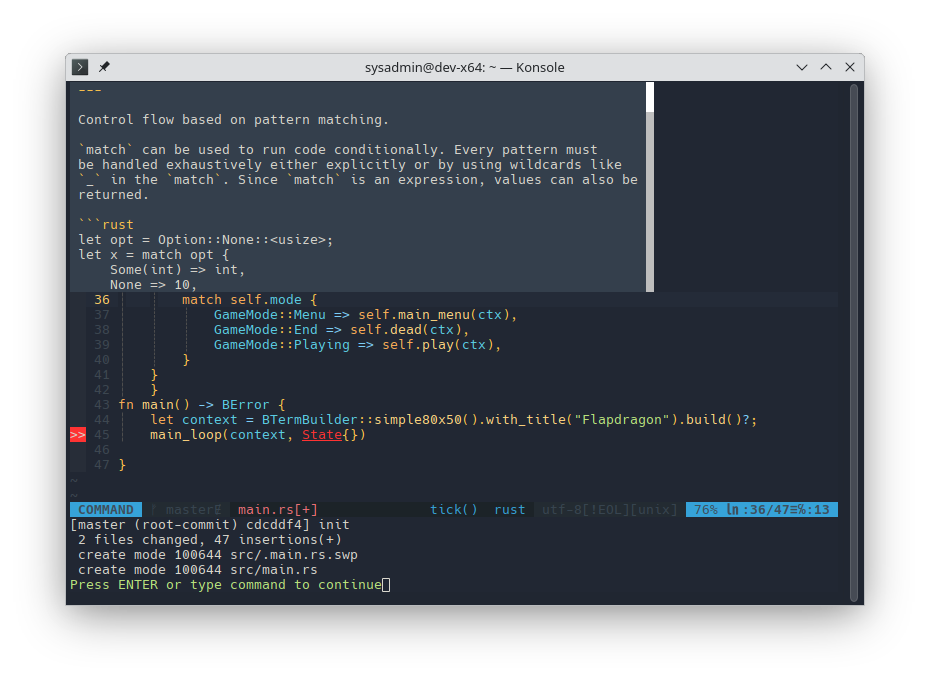 sysadmin@dev-x64: ~ — Konsole
---
Control flow based on pattern matching.
`match` can be used to run code conditionally. Every pattern must
be handled exhaustively either explicitly or by using wildcards like
`_` in the `match`. Since `match` is an expression, values can also be
returned.
```rust
let opt = Option::None::<usize>;
let x = match opt {
    Some(int) => int,
    None => 10,
36 match self.mode {
37 GameMode::Menu => self.main_menu(ctx),
38 GameMode::End => self.dead(ctx),
39 GameMode::Playing => self.play(ctx),
40 }
41 }
42 }
43 fn main() -> BError {
44 let context = BTermBuilder::simple80x50().with_title("Flapdragon").build()?;
>> 45 main_loop(context, State{})
46
47 }
~
~
COMMAND master main.rs[+] tick() rust utf-8[!EOL][unix] 76% ln :36/47≡%:13
[master (root-commit) cdcddf4] init
 2 files changed, 47 insertions(+)
 create mode 100644 src/.main.rs.swp
 create mode 100644 src/main.rs
Press ENTER or type command to continue